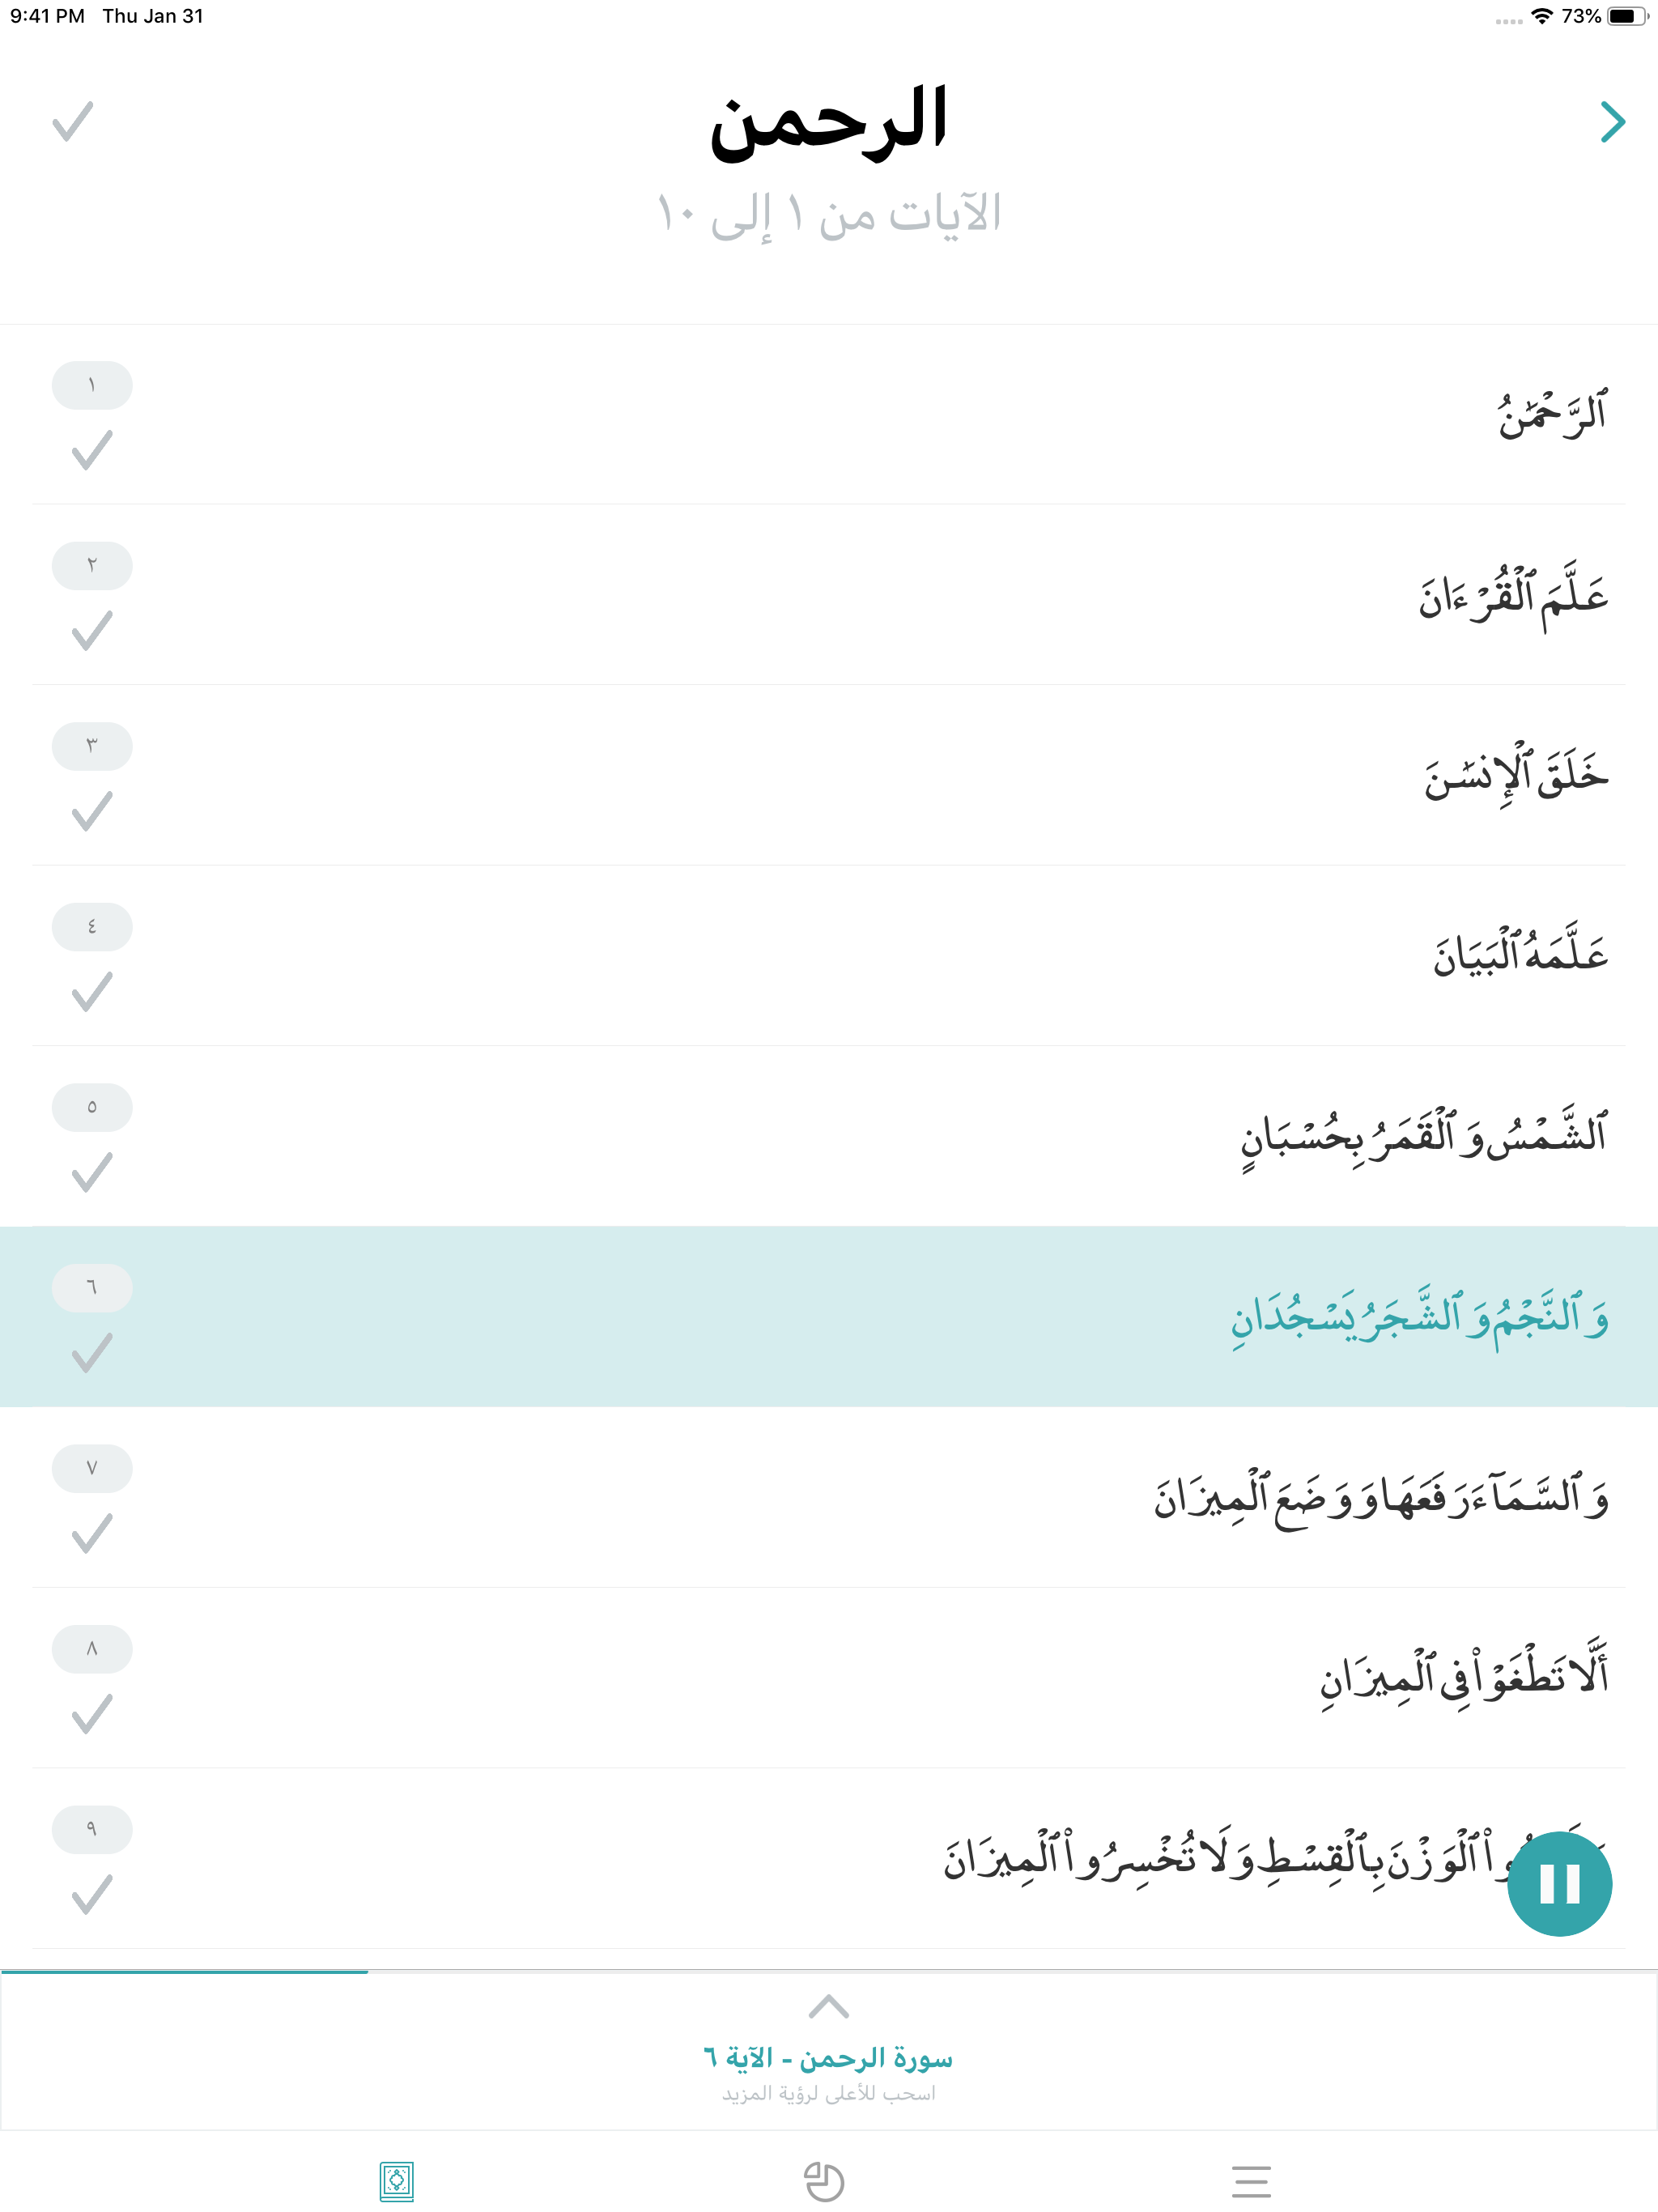 9:41 PM Thu Jan 31 73%
الرحمن
الآيات من ١ إلى ١٠
ٱلرَّحْمَٰنُ
١
عَلَّمَ ٱلْقُرْءَانَ
٢
خَلَقَ ٱلْإِنسَٰنَ
٣
عَلَّمَهُ ٱلْبَيَانَ
٤
ٱلشَّمْسُ وَٱلْقَمَرُ بِحُسْبَانٍ
٥
وَٱلنَّجْمُ وَٱلشَّجَرُ يَسْجُدَانِ
٦
وَٱلسَّمَآءَ رَفَعَهَا وَوَضَعَ ٱلْمِيزَانَ
٧
أَلَّا تَطْغَوْا۟ فِى ٱلْمِيزَانِ
٨
ٱلْوَزْنَ بِٱلْقِسْطِ وَلَا تُخْسِرُوا۟ ٱلْمِيزَانَ
٩
سورة الرحمن - الآية ٦
اسحب للأعلى لرؤية المزيد